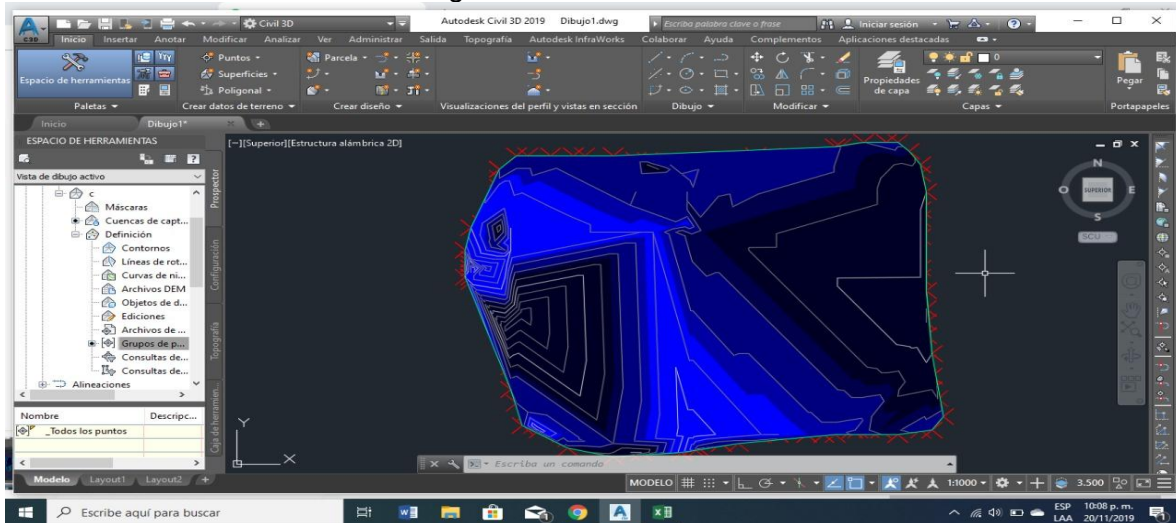 C3D
Civil 3D
Autodesk Civil 3D 2019 Dibujo1.dwg
Escriba palabra clave o frase
Iniciar sesión
Inicio Insertar Anotar Modificar Analizar Ver Administrar Salida Topografía Autodesk InfraWorks Colaborar Ayuda Complementos Aplicaciones destacadas
Espacio de herramientas
Puntos
Superficies
Poligonal
Parcela
Propiedades
de capa
0
Pegar
Paletas Crear datos de terreno Crear diseño Visualizaciones del perfil y vistas en sección Dibujo Modificar Capas Portapapeles
Inicio Dibujo1*
ESPACIO DE HERRAMIENTAS
[−][Superior][Estructura alámbrica 2D]
Vista de dibujo activo
c
Máscaras
Cuencas de capt...
Definición
Contornos
Líneas de rot...
Curvas de ni...
Archivos DEM
Objetos de d...
Ediciones
Archivos de ...
Grupos de p...
Consultas de...
Consultas de...
Alineaciones
Prospector
Configuración
Topografía
Caja de herramien...
Nombre Descripc...
_Todos los puntos
N
O SUPERIOR E
S
SCU
Y
X
Escriba un comando
Modelo Layout1 Layout2 +
MODELO 1:1000 3.500
Escribe aquí para buscar
ESP 10:08 p. m.
LAA 20/11/2019